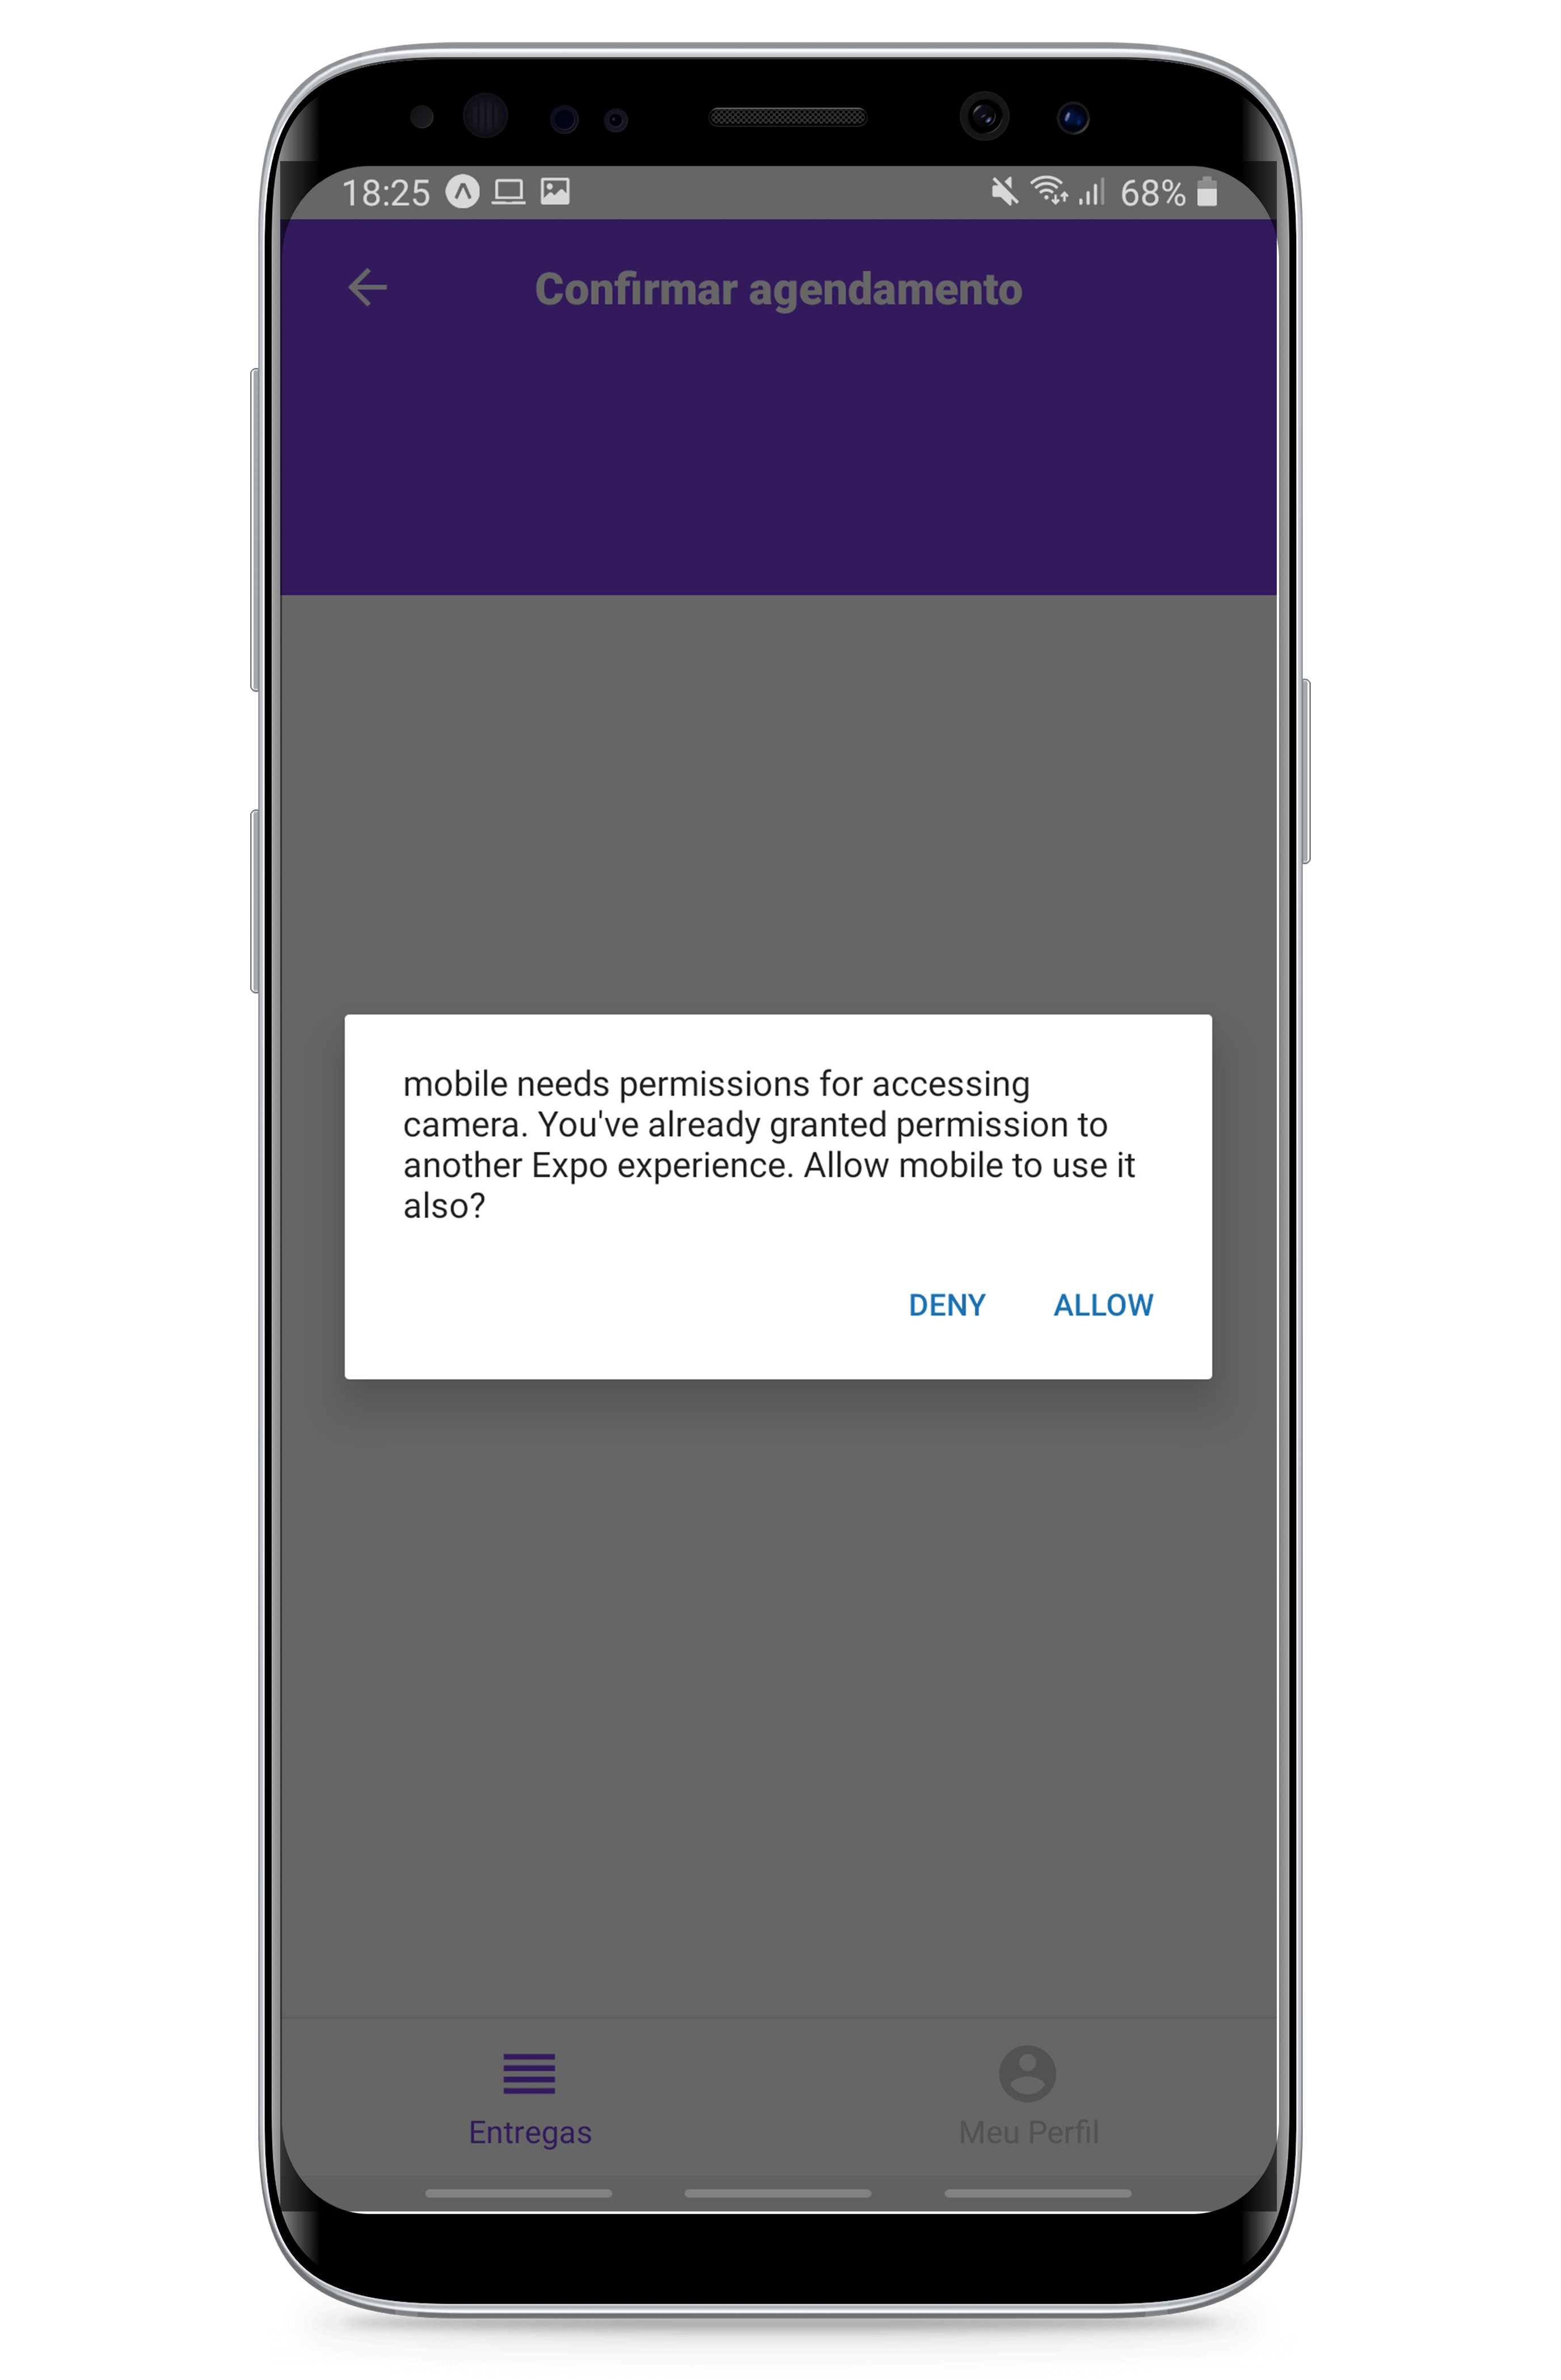 18:25 68%
Confirmar agendamento
mobile needs permissions for accessing
camera. You've already granted permission to
another Expo experience. Allow mobile to use it
also?
DENY ALLOW
Entregas Meu Perfil